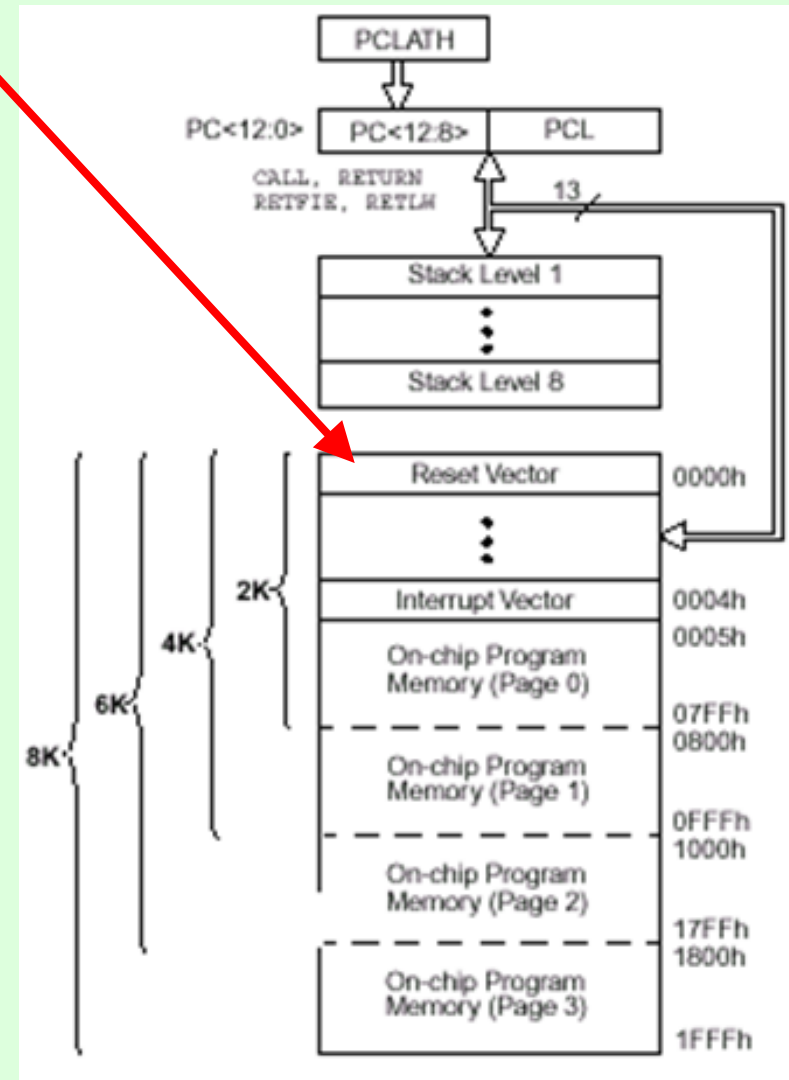 PCLATH
PC<12:0>
PC<12:8>
PCL
CALL, RETURN
RETFIE, RETLW
13
Stack Level 1
Stack Level 8
Reset Vector
0000h
2K
Interrupt Vector
0004h
0005h
4K
On-chip Program
Memory (Page 0)
6K
07FFh
0800h
8K
On-chip Program
Memory (Page 1)
0FFFh
1000h
On-chip Program
Memory (Page 2)
17FFh
1800h
On-chip Program
Memory (Page 3)
1FFFh